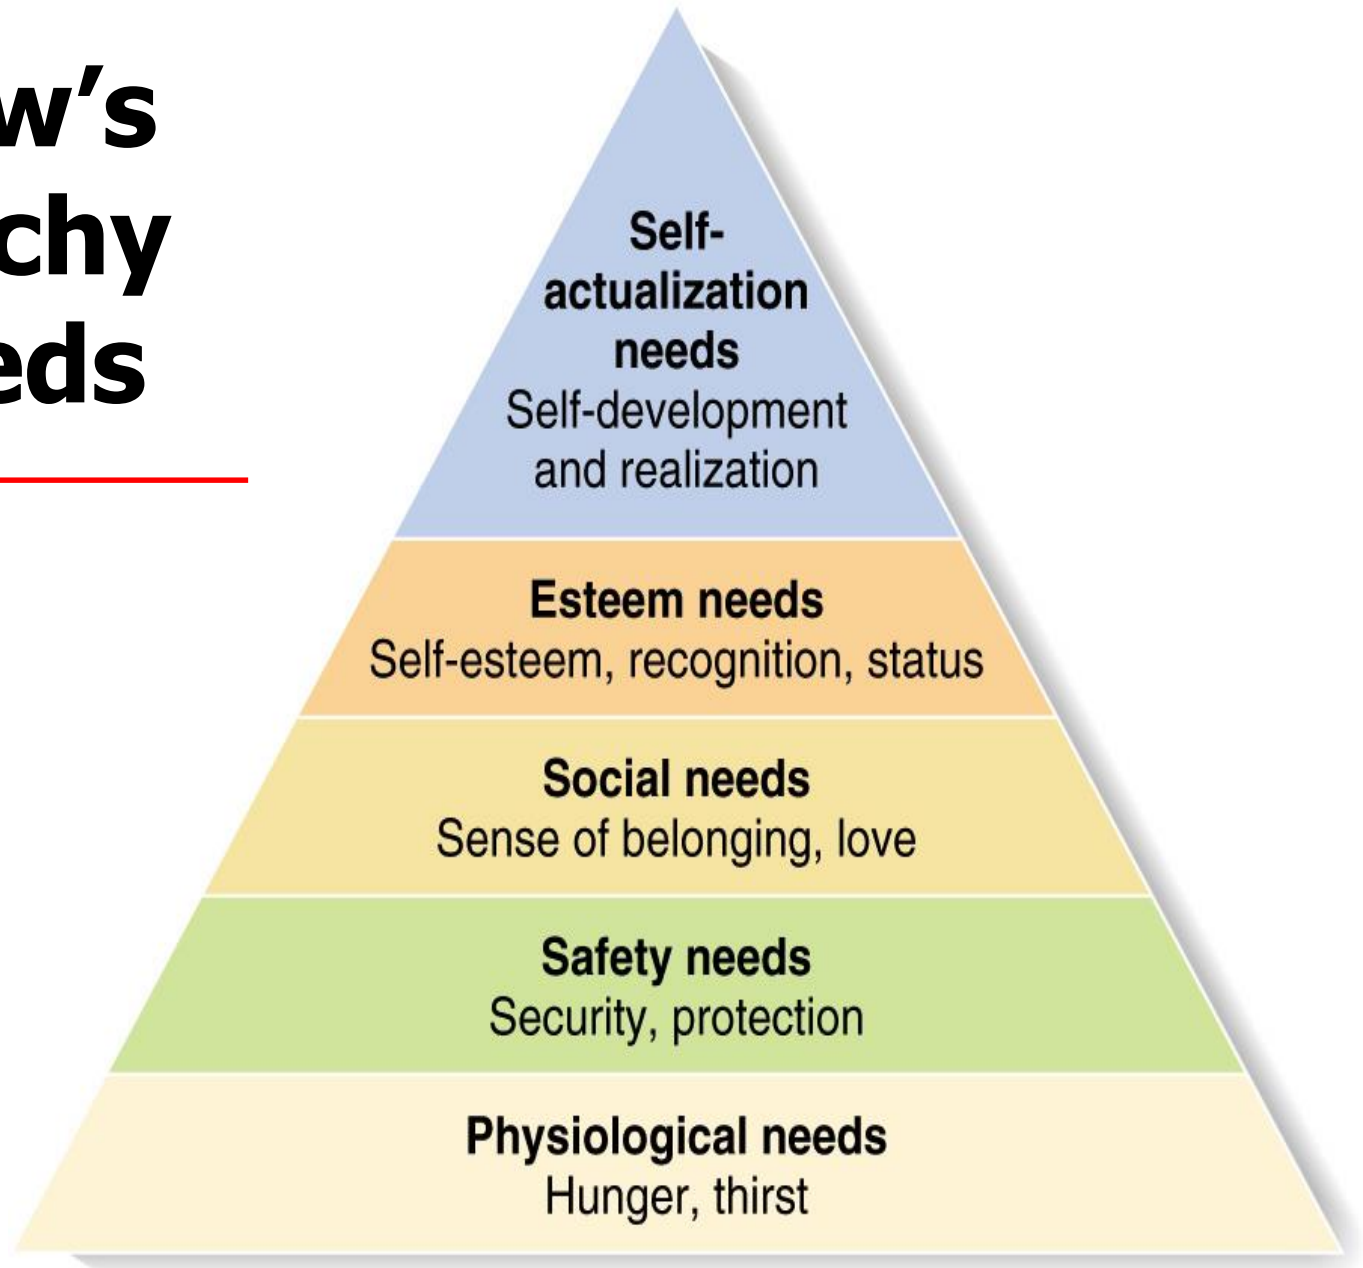 w’s
chy
eds
Self-
actualization
needs
Self-development
and realization
Esteem needs
Self-esteem, recognition, status
Social needs
Sense of belonging, love
Safety needs
Security, protection
Physiological needs
Hunger, thirst